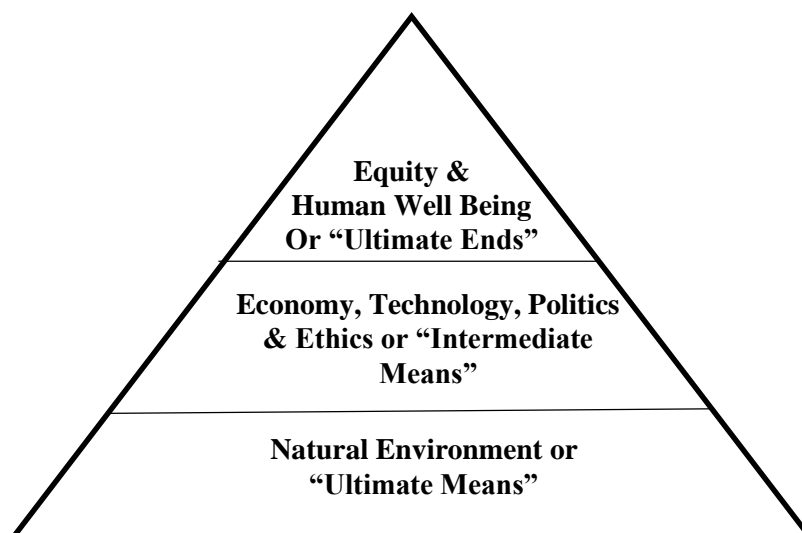 Equity &
Human Well Being
Or “Ultimate Ends”
Economy, Technology, Politics
& Ethics or “Intermediate
Means”
Natural Environment or
“Ultimate Means”